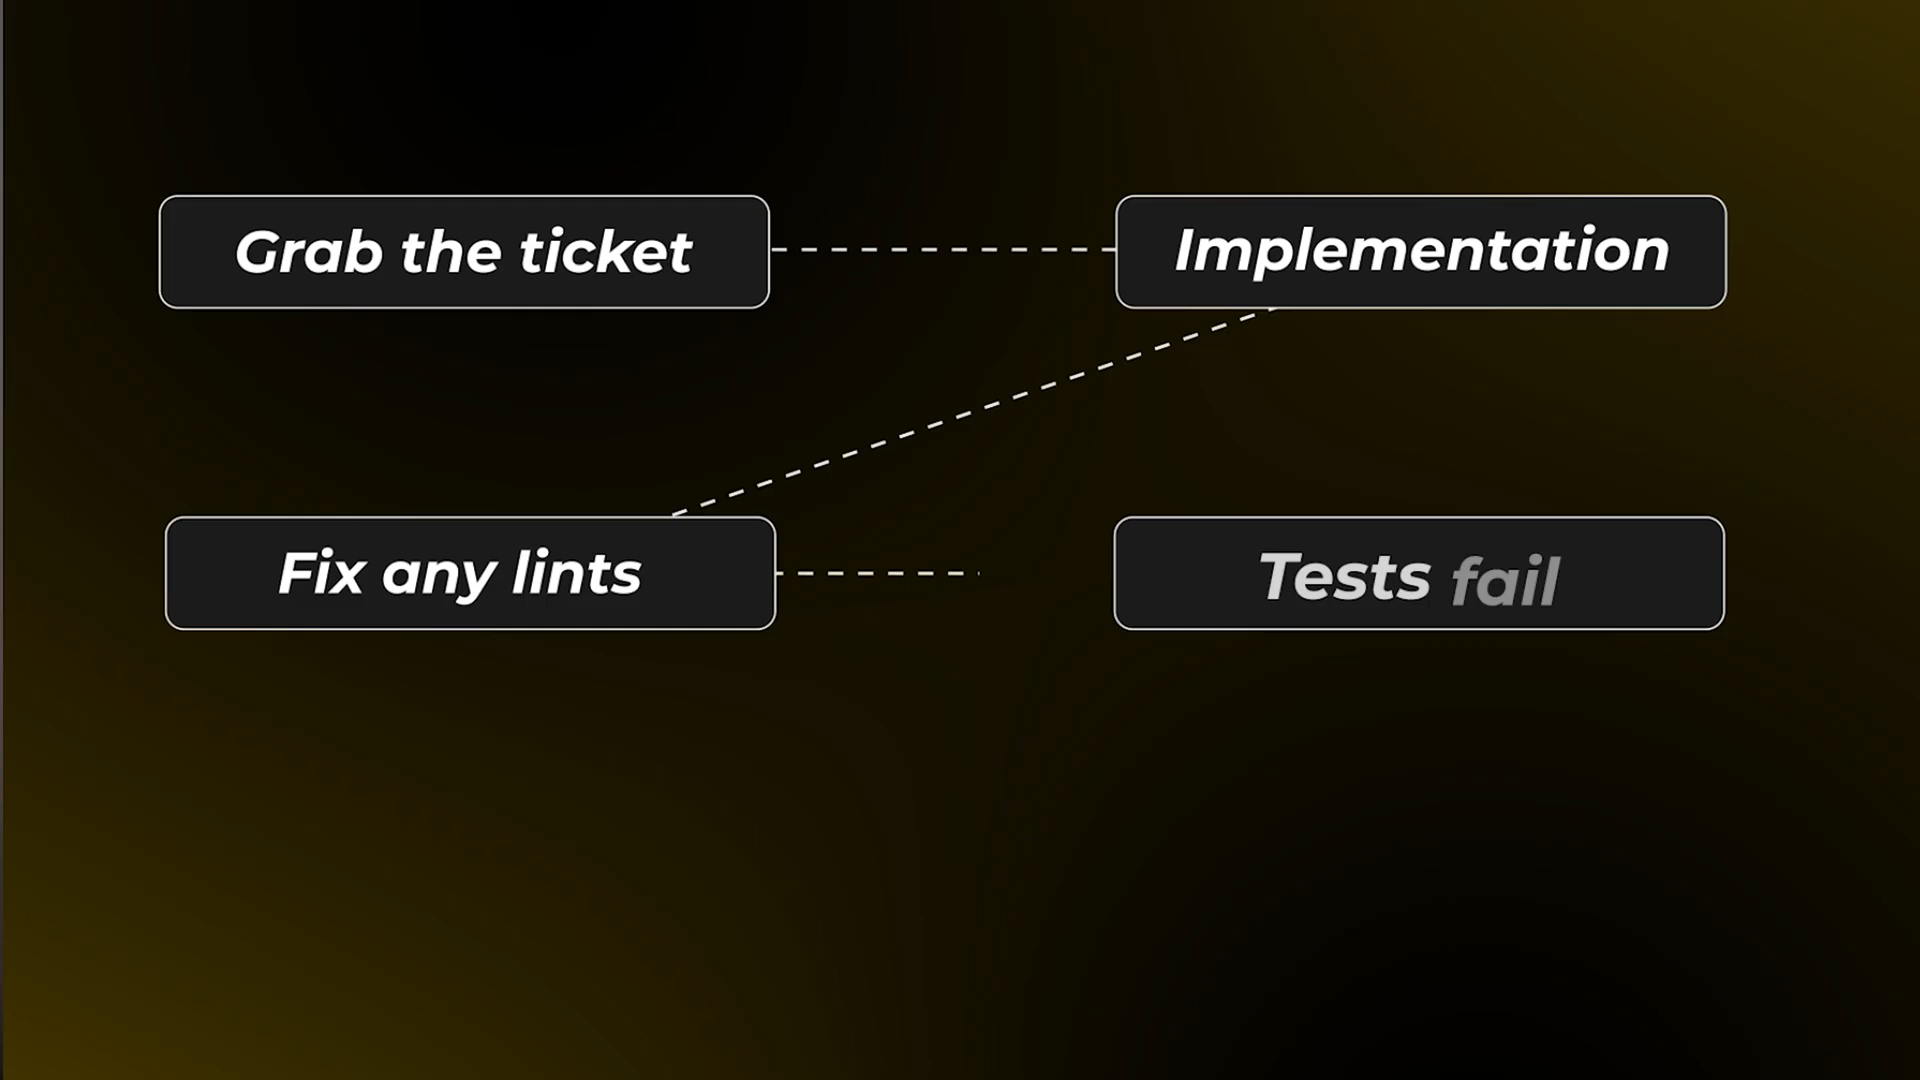 Grab the ticket
Implementation
Fix any lints
Tests fail